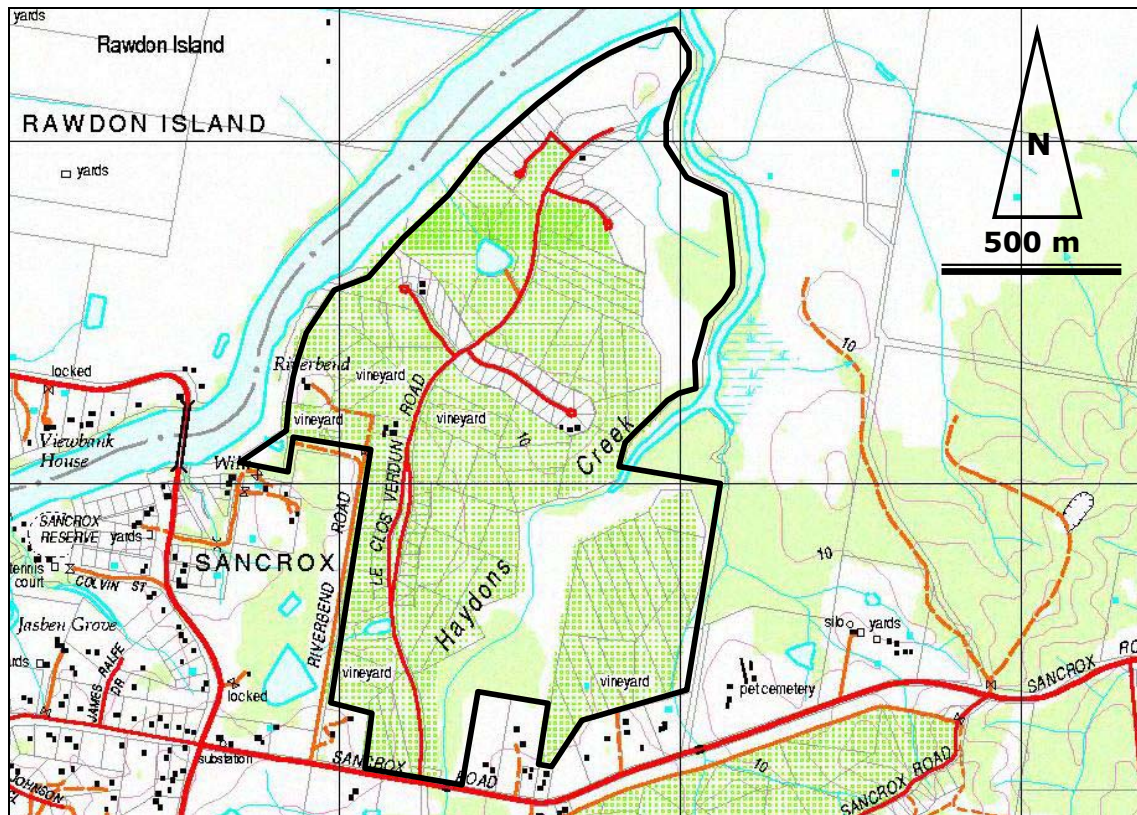 yards
Rawdon Island
RAWDON ISLAND
yards
N
500 m
locked
Riverbend
vineyard
vineyard
vineyard
ROAD
LE CLOS VERDUN
10
Creek
10
Viewbank
House
SANCROX
RESERVE
yards
tennis
court
COLVIN ST
SANCROX
RIVERBEND
ROAD
Haydons
10
10
Jasben Grove
JAMES RALFE
DR
locked
vineyard
vineyard
silo
yards
pet cemetery
substation
SANCROX
ROAD
SANCROX
10
SANCROX ROAD
JOHNSON